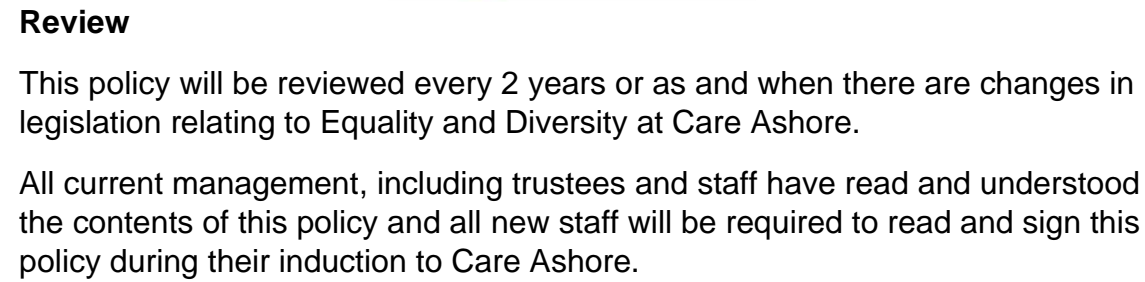 Review
This policy will be reviewed every 2 years or as and when there are changes in
legislation relating to Equality and Diversity at Care Ashore.
All current management, including trustees and staff have read and understood
the contents of this policy and all new staff will be required to read and sign this
policy during their induction to Care Ashore.